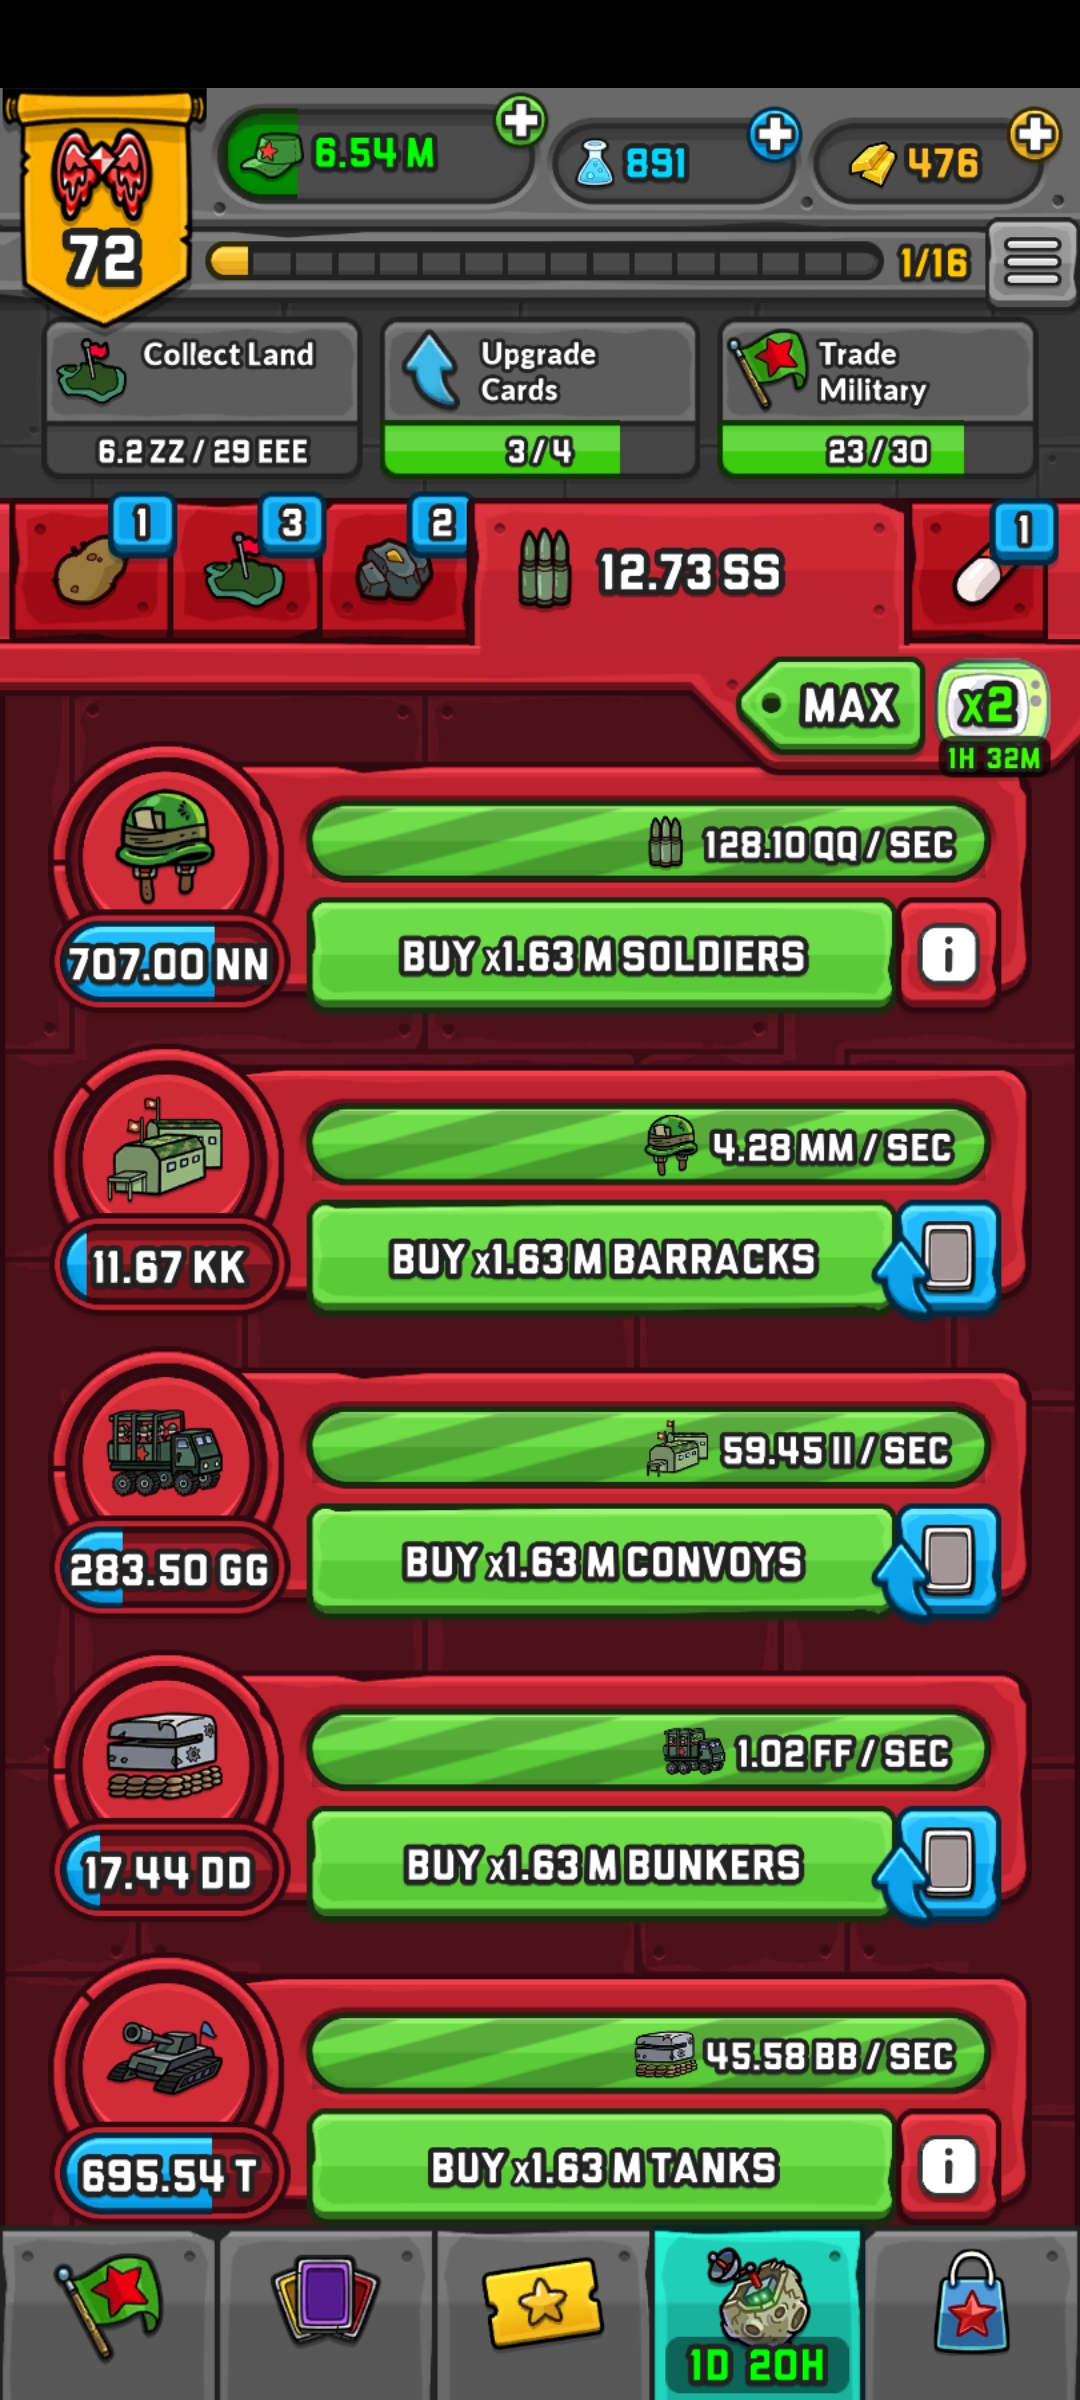 6.54 M
891
476
72
1/16
Collect Land
6.2 ZZ / 29 EEE
Upgrade
Cards
3/4
Trade
Military
23/30
1
3
2
12.73 SS
1
MAX
x2
1H 32M
128.10 QQ / SEC
707.00 NN
BUY x1.63 M SOLDIERS
i
4.28 MM / SEC
11.67 KK
BUY x1.63 M BARRACKS
59.45 II / SEC
283.50 GG
BUY x1.63 M CONVOYS
1.02 FF / SEC
17.44 DD
BUY x1.63 M BUNKERS
45.58 BB / SEC
695.54 T
BUY x1.63 M TANKS
i
1D 20H